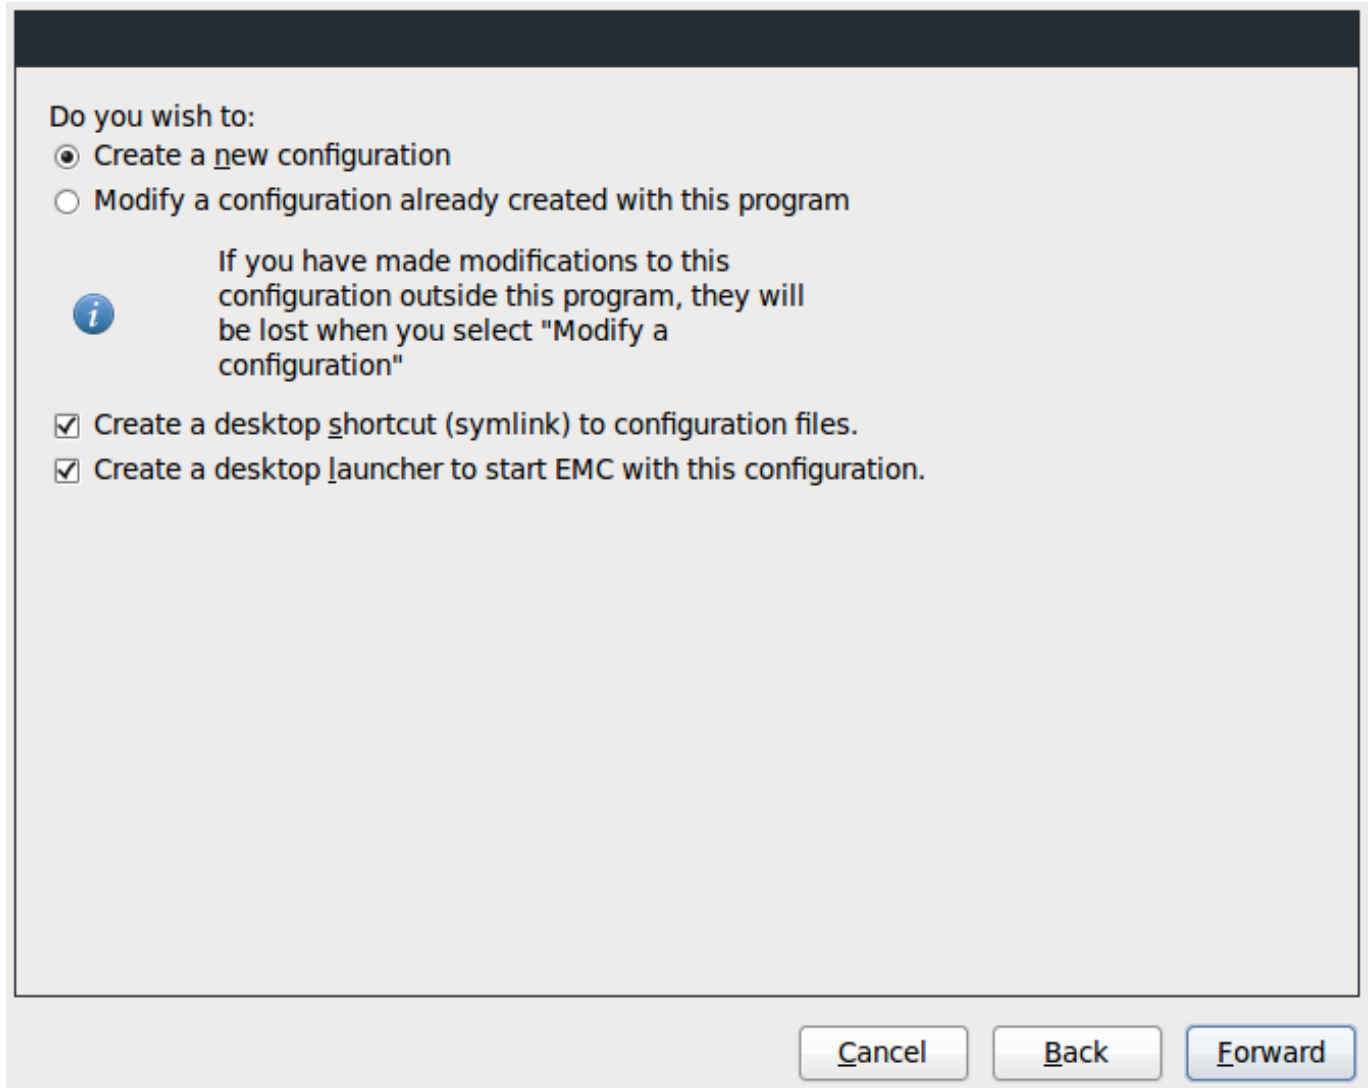 Do you wish to:
Create a new configuration
Modify a configuration already created with this program
If you have made modifications to this
configuration outside this program, they will
be lost when you select "Modify a
configuration"
Create a desktop shortcut (symlink) to configuration files.
Create a desktop launcher to start EMC with this configuration.
Cancel Back Forward